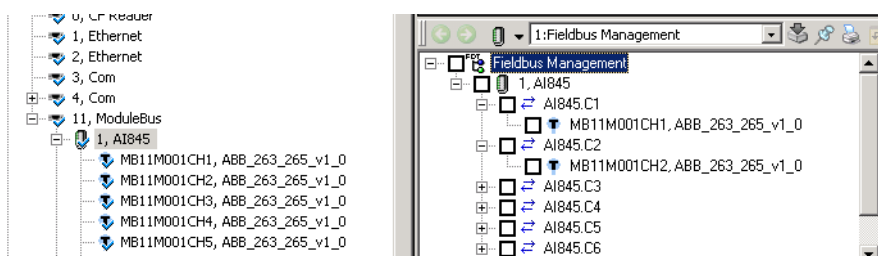 0, CF Reader
1, Ethernet
2, Ethernet
3, Com
4, Com
11, ModuleBus
1, AI845
MB11M001CH1, ABB_263_265_v1_0
MB11M001CH2, ABB_263_265_v1_0
MB11M001CH3, ABB_263_265_v1_0
MB11M001CH4, ABB_263_265_v1_0
MB11M001CH5, ABB_263_265_v1_0
1:Fieldbus Management
FDT
Fieldbus Management
1, AI845
AI845.C1
MB11M001CH1, ABB_263_265_v1_0
AI845.C2
MB11M001CH2, ABB_263_265_v1_0
AI845.C3
AI845.C4
AI845.C5
AI845.C6